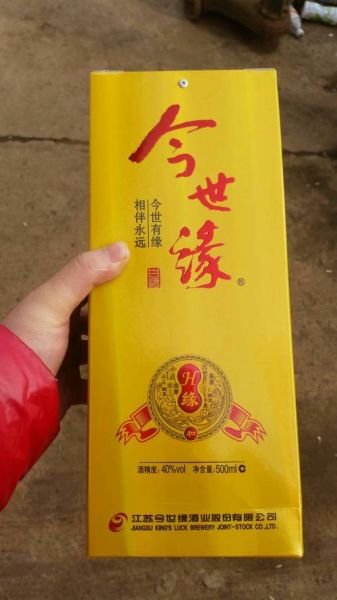 今世缘®
今世有缘
相伴永远
H
缘
和
酒精度：40%vol 净含量：500ml C
江苏今世缘酒业股份有限公司
JIANGSU KING'S LUCK BREWERY JOINT-STOCK CO.,LTD.